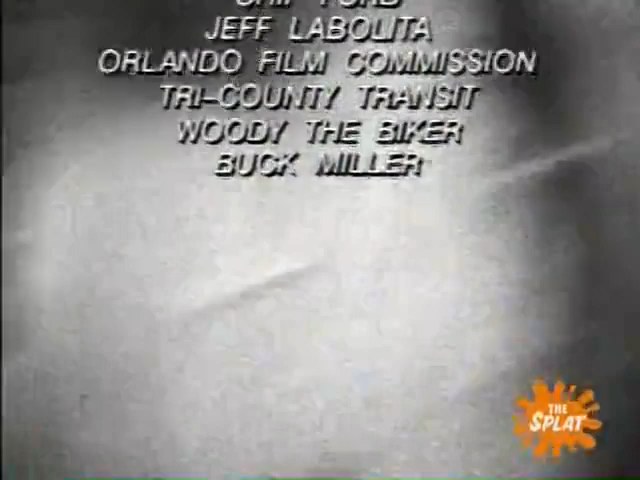 JEFF LABOLITA
ORLANDO FILM COMMISSION
TRI-COUNTY TRANSIT
WOODY THE BIKER
BUCK MILLER
THE
SPLAT